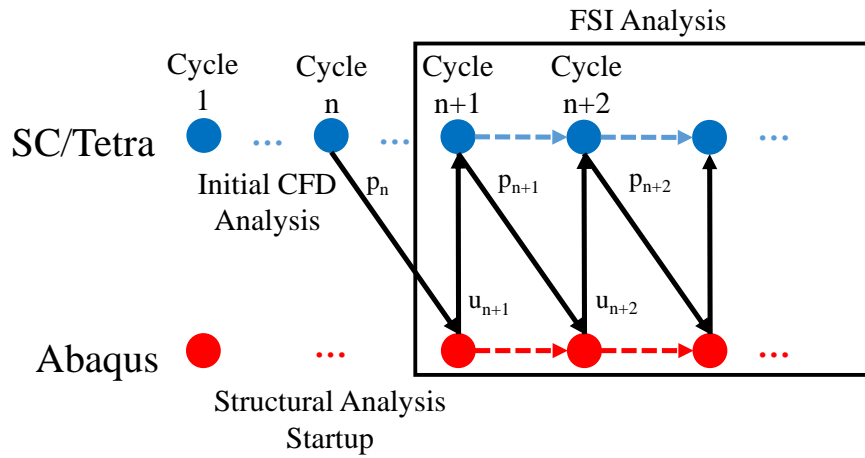 FSI Analysis
Cycle
1
Cycle
n
Cycle
n+1
Cycle
n+2
SC/Tetra
...
...
...
Initial CFD
Analysis
pn
pn+1
pn+2
un+1
un+2
Abaqus
...
...
Structural Analysis
Startup